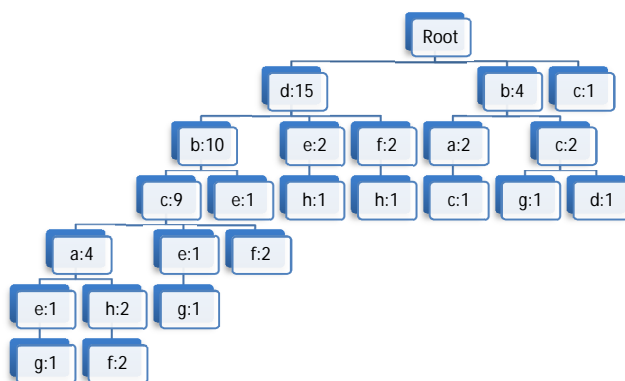 Root
d:15 b:4 c:1
b:10 e:2 f:2 a:2 c:2
c:9 e:1 h:1 h:1 c:1 g:1 d:1
a:4 e:1 f:2
e:1 h:2 g:1
g:1 f:2